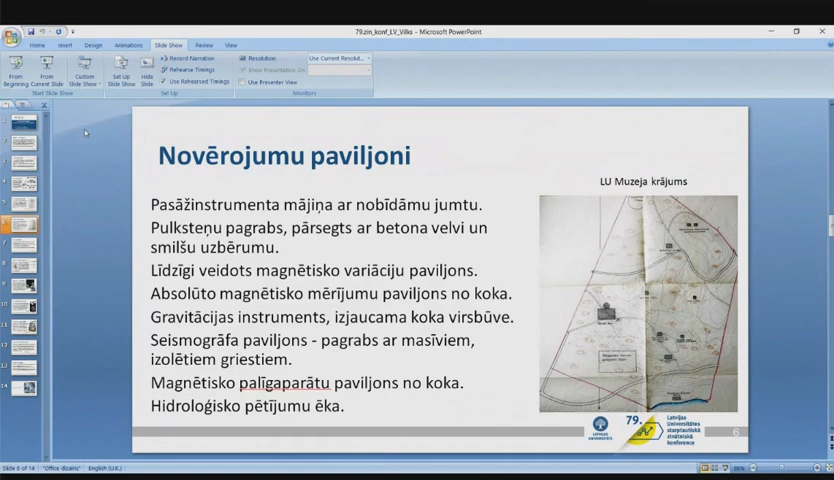 79.zin_konf_LV_Vilks - Microsoft PowerPoint
Home Insert Design Animations Slide Show Review View
From Beginning
From Current Slide
Custom Slide Show
Start Slide Show
Set Up Slide Show
Hide Slide
Record Narration
Rehearse Timings
Use Rehearsed Timings
Set Up
Resolution: Use Current Resolut...
Show Presentation On:
Use Presenter View
Monitors
Novērojumu paviljoni
LU Muzeja krājums
Pasāžinstrumenta mājiņa ar nobīdāmu jumtu.
Pulksteņu pagrabs, pārsegts ar betona velvi un
smilšu uzbērumu.
Līdzīgi veidots magnētisko variāciju paviljons.
Absolūto magnētisko mērījumu paviljons no koka.
Gravitācijas instruments, izjaucama koka virsbūve.
Seismogrāfa paviljons - pagrabs ar masīviem,
izolētiem griestiem.
Magnētisko palīgaparātu paviljons no koka.
Hidroloģisko pētījumu ēka.
LATVIJAS
UNIVERSITĀTE
79.
Latvijas
Universitātes
starptautiskā
zinātniskā
konference
6
Slide 6 of 14 "Office dizains" English (U.K.)